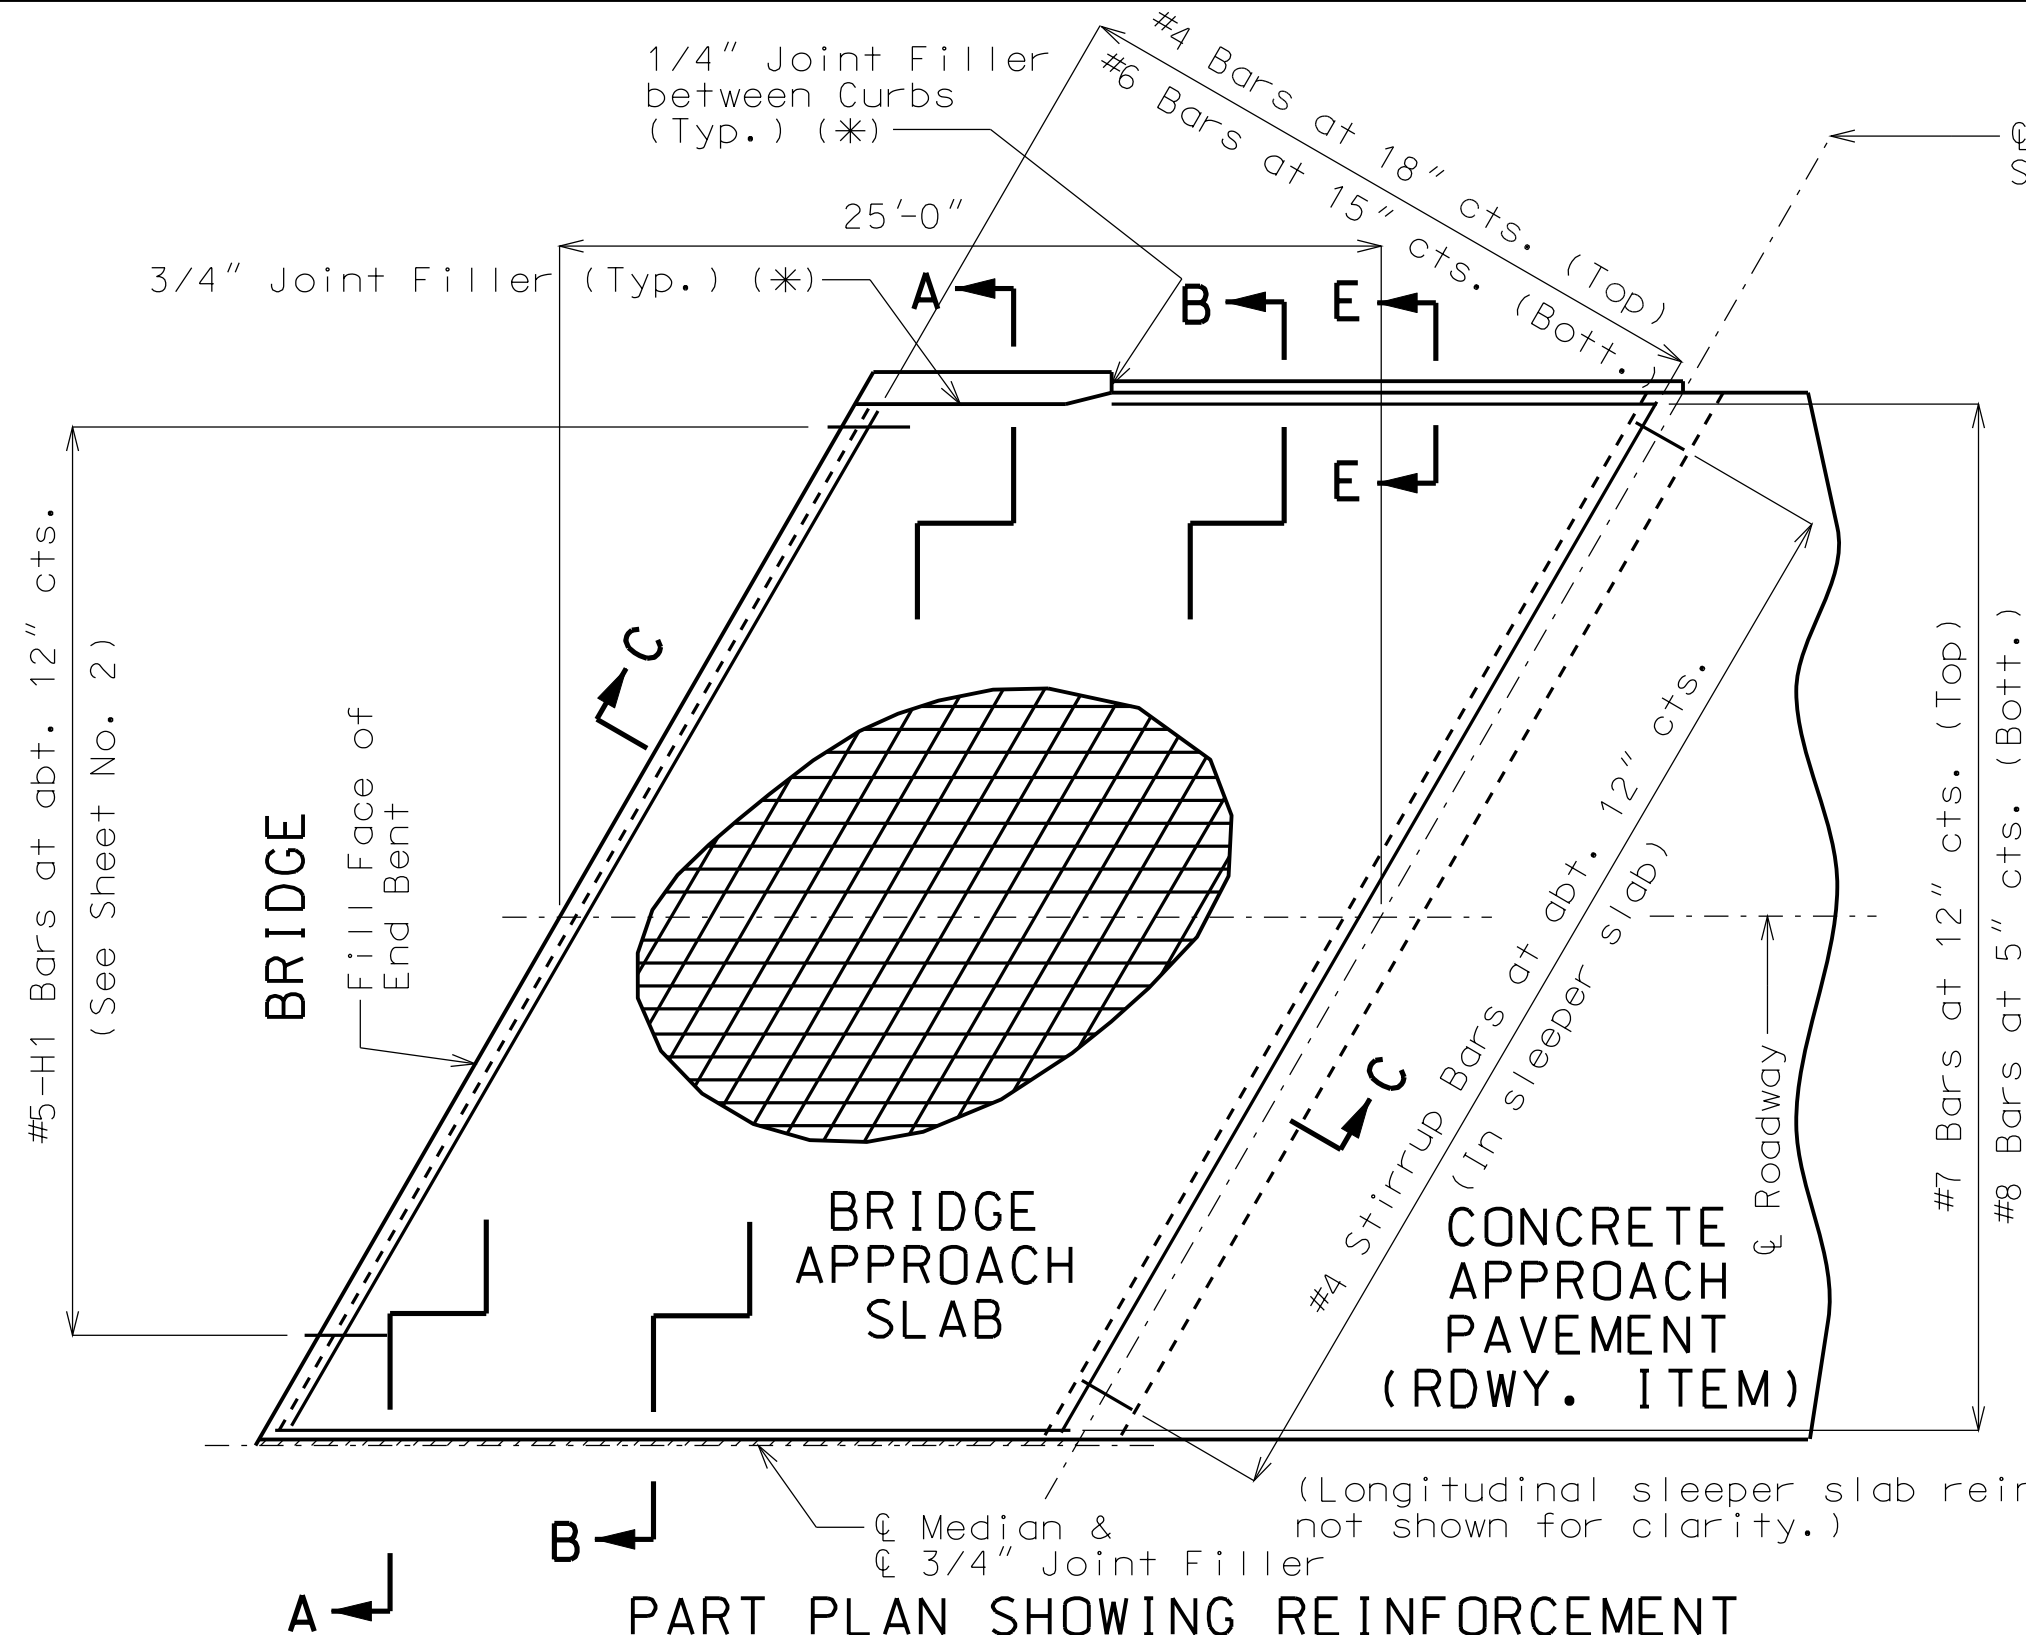 1/4" Joint Filler
between Curbs
(Typ.) (*)
#4 Bars at 18" cts. (Top)
#6 Bars at 15" cts. (Bott.)
℄
S
25'-0"
3/4" Joint Filler (Typ.) (*)
A
B
E
E
C
#5-H1 Bars at abt. 12" cts.
(See Sheet No. 2)
BRIDGE
Fill Face of
End Bent
C
#4 Stirrup Bars at abt. 12" cts.
(In sleeper slab)
℄ Roadway
#7 Bars at 12" cts. (Top)
#8 Bars at 5" cts. (Bott.)
BRIDGE
APPROACH
SLAB
CONCRETE
APPROACH
PAVEMENT
(RDWY. ITEM)
(Longitudinal sleeper slab rein
not shown for clarity.)
℄ Median &
℄ 3/4" Joint Filler
B
A
PART PLAN SHOWING REINFORCEMENT